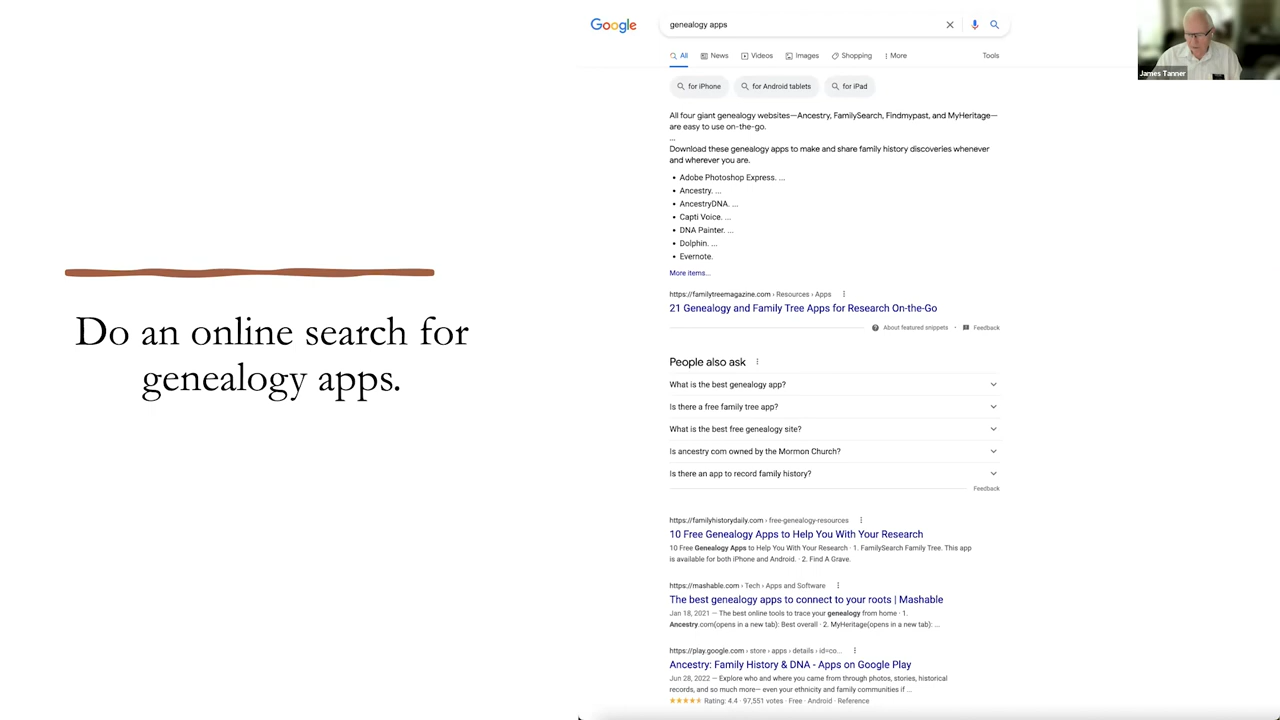 Do an online search for
genealogy apps.
Google
genealogy apps
All News Videos Images Shopping More Tools
for iPhone for Android tablets for iPad
All four giant genealogy websites—Ancestry, FamilySearch, Findmypast, and MyHeritage—
are easy to use on-the-go.
...
Download these genealogy apps to make and share family history discoveries whenever
and wherever you are.
• Adobe Photoshop Express. ...
• Ancestry. ...
• AncestryDNA. ...
• Capti Voice. ...
• DNA Painter. ...
• Dolphin. ...
• Evernote.
More items...
https://familytreemagazine.com › Resources › Apps
21 Genealogy and Family Tree Apps for Research On-the-Go
About featured snippets • Feedback
People also ask
What is the best genealogy app?
Is there a free family tree app?
What is the best free genealogy site?
Is ancestry com owned by the Mormon Church?
Is there an app to record family history?
Feedback
https://familyhistorydaily.com › free-genealogy-resources
10 Free Genealogy Apps to Help You With Your Research
10 Free Genealogy Apps to Help You With Your Research · 1. FamilySearch Family Tree. This app
is available for both iPhone and Android. · 2. Find A Grave.
https://mashable.com › Tech › Apps and Software
The best genealogy apps to connect to your roots | Mashable
Jan 18, 2021 — The best online tools to trace your genealogy from home · 1.
Ancestry.com(opens in a new tab): Best overall · 2. MyHeritage(opens in a new tab): ...
https://play.google.com › store › apps › details › id=co...
Ancestry: Family History & DNA - Apps on Google Play
Jun 28, 2022 — Explore who and where you came from through photos, stories, historical
records, and so much more— even your ethnicity and family communities if ...
Rating: 4.4 · 97,551 votes · Free · Android · Reference
James Tanner